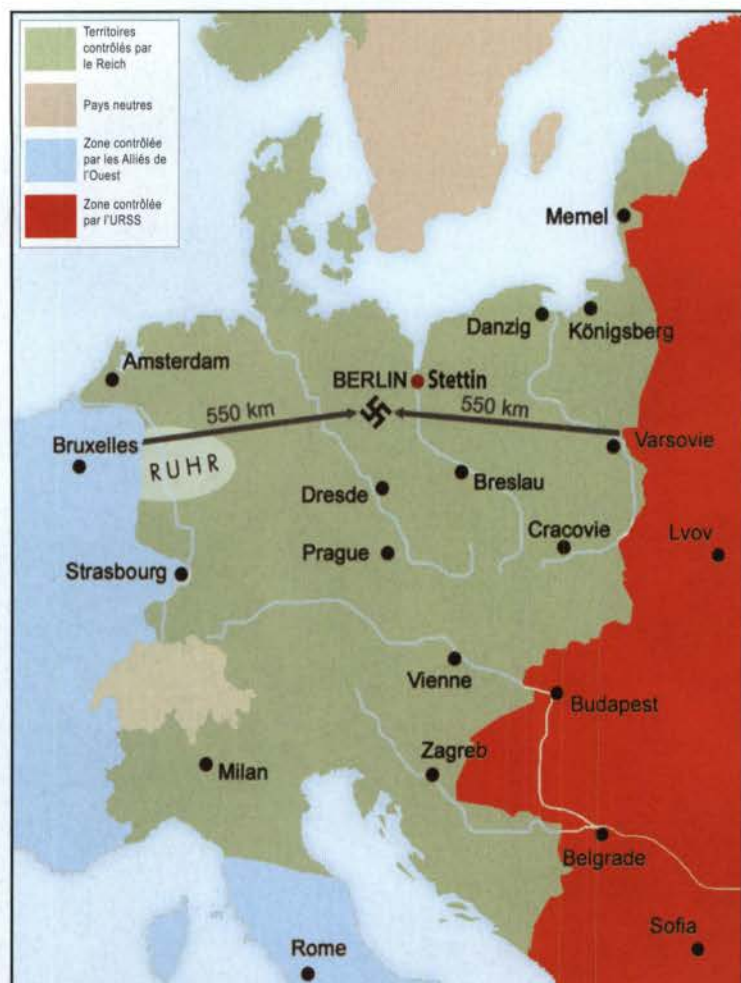 Territoires
contrôlés par
le Reich
Pays neutres
Zone contrôlée
par les Alliés de
l'Ouest
Zone contrôlée
par l'URSS
Memel
Danzig
Königsberg
Amsterdam
BERLIN
Stettin
550 km
550 km
Bruxelles
RUHR
Varsovie
Dresde
Breslau
Prague
Cracovie
Lvov
Strasbourg
Vienne
Budapest
Milan
Zagreb
Belgrade
Rome
Sofia